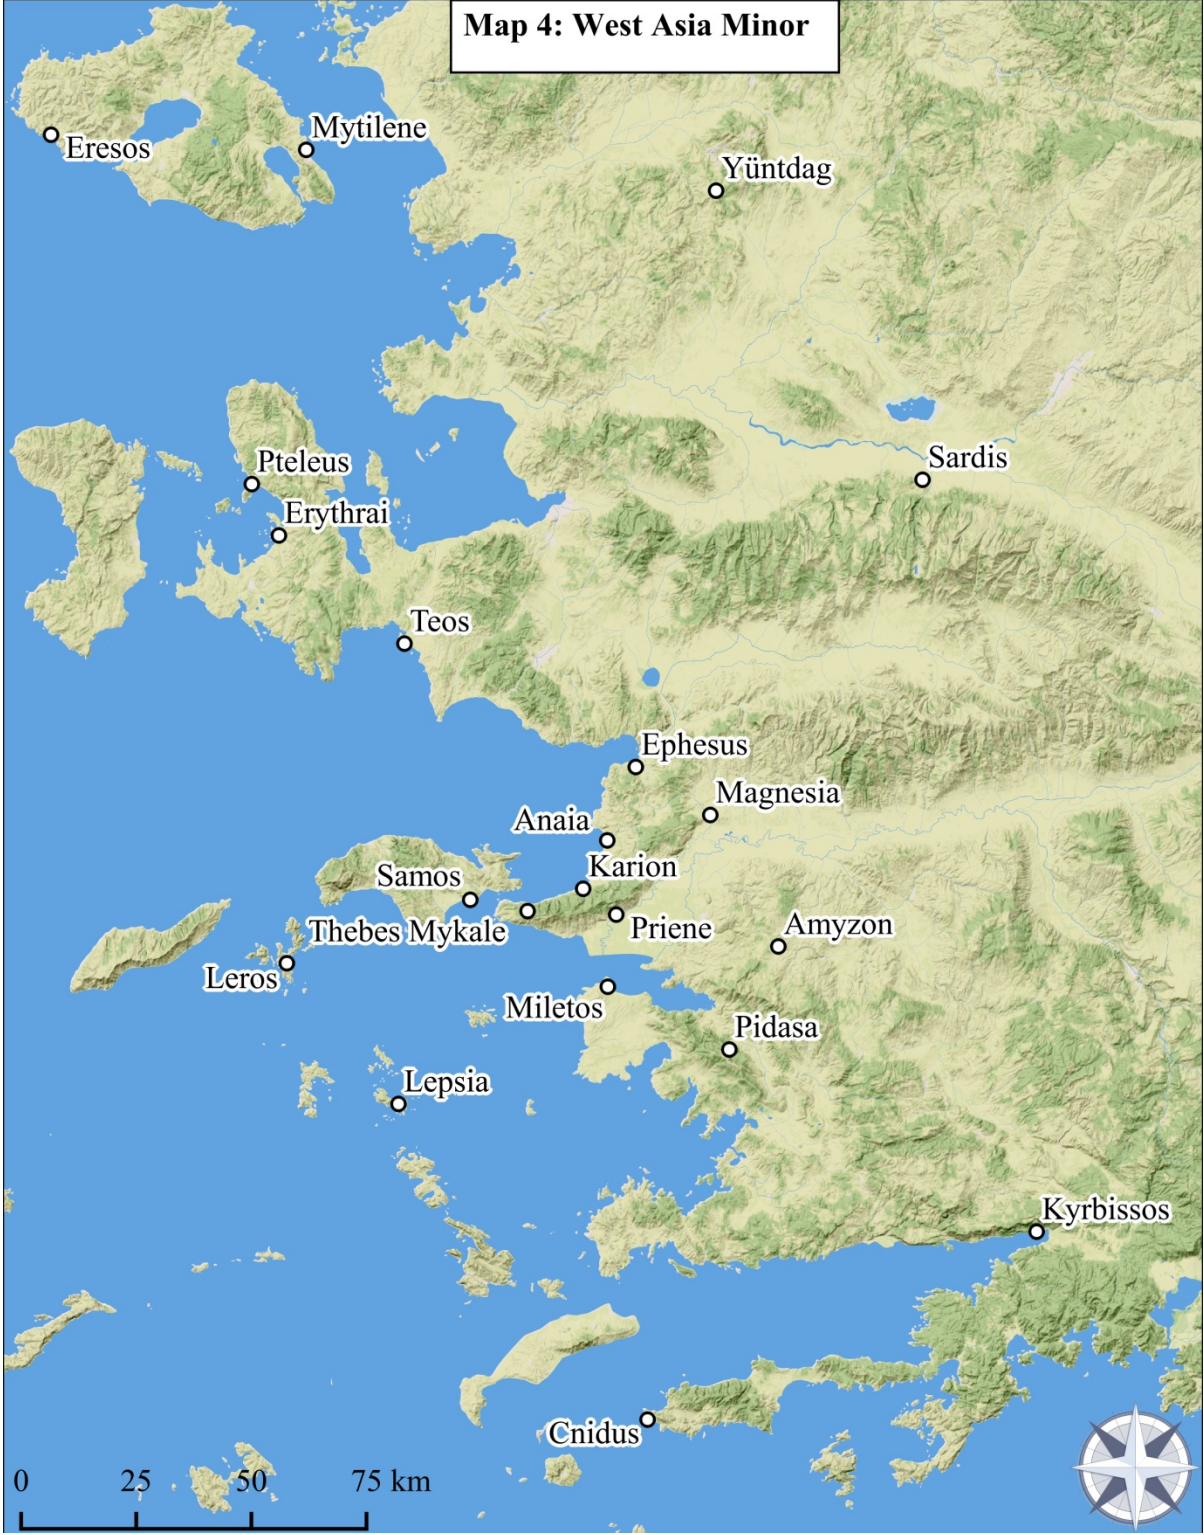 Map 4: West Asia Minor
Mytilene
Eresos
Yüntdag
Pteleus
Sardis
Erythrai
Teos
Ephesus
Magnesia
Anaia
Karion
Samos
Thebes Mykale
Priene
Amyzon
Leros
Miletos
Pidasa
Lepsia
Kyrbissos
Cnidus
0 25 50 75 km